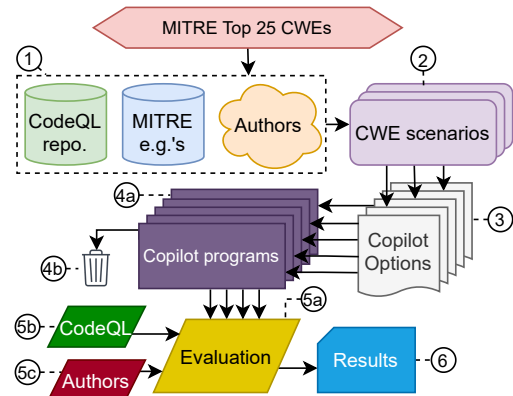 MITRE Top 25 CWEs
1
2
CodeQL
repo.
MITRE
e.g.'s
Authors
CWE scenarios
4a
3
Copilot programs
Copilot
Options
4b
5a
5b
CodeQL
Evaluation
Results
6
5c
Authors